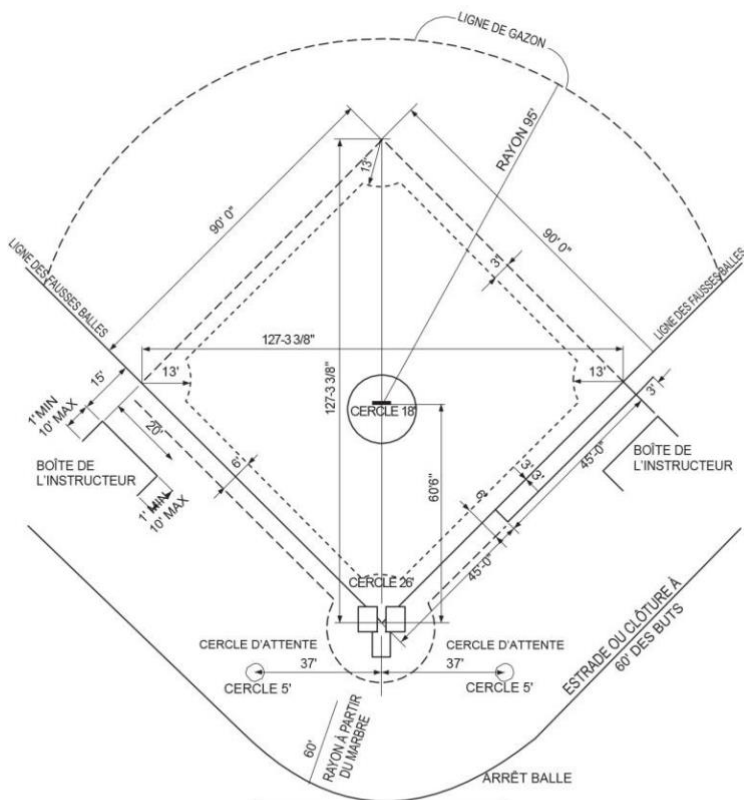 LIGNE DE GAZON
RAYON 95'
13'
90' 0"
90' 0"
31
LIGNE DES FAUSSES BALLES
LIGNE DES FAUSSES BALLES
127-3 3/8"
127-3 3/8"
13'
13'
15'
3'
1' MIN
10' MAX
20'
CERCLE 18'
45'-0"
BOÎTE DE
L'INSTRUCTEUR
BOÎTE DE
L'INSTRUCTEUR
6'
3'
3'
1' MIN
10' MAX
60'6"
45'-0"
CERCLE 26'
CERCLE D'ATTENTE
CERCLE D'ATTENTE
37'
37'
CERCLE 5'
CERCLE 5'
ESTRADE OU CLÔTURE À
60' DES BUTS
60'
RAYON À PARTIR
DU MARBRE
ARRÊT BALLE